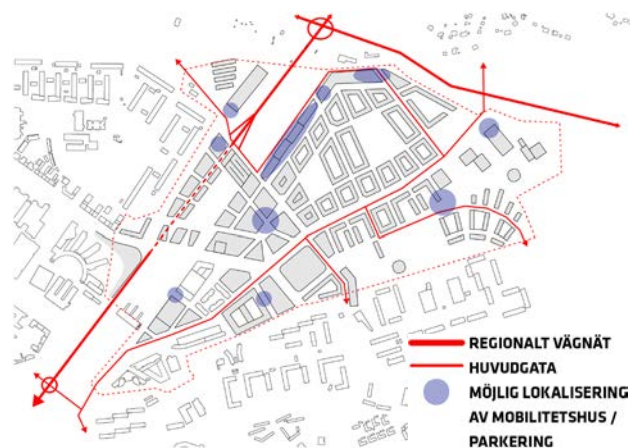 REGIONALT VÄGNÄT
HUVUDGATA
MÖJLIG LOKALISERING
AV MOBILITETSHUS /
PARKERING